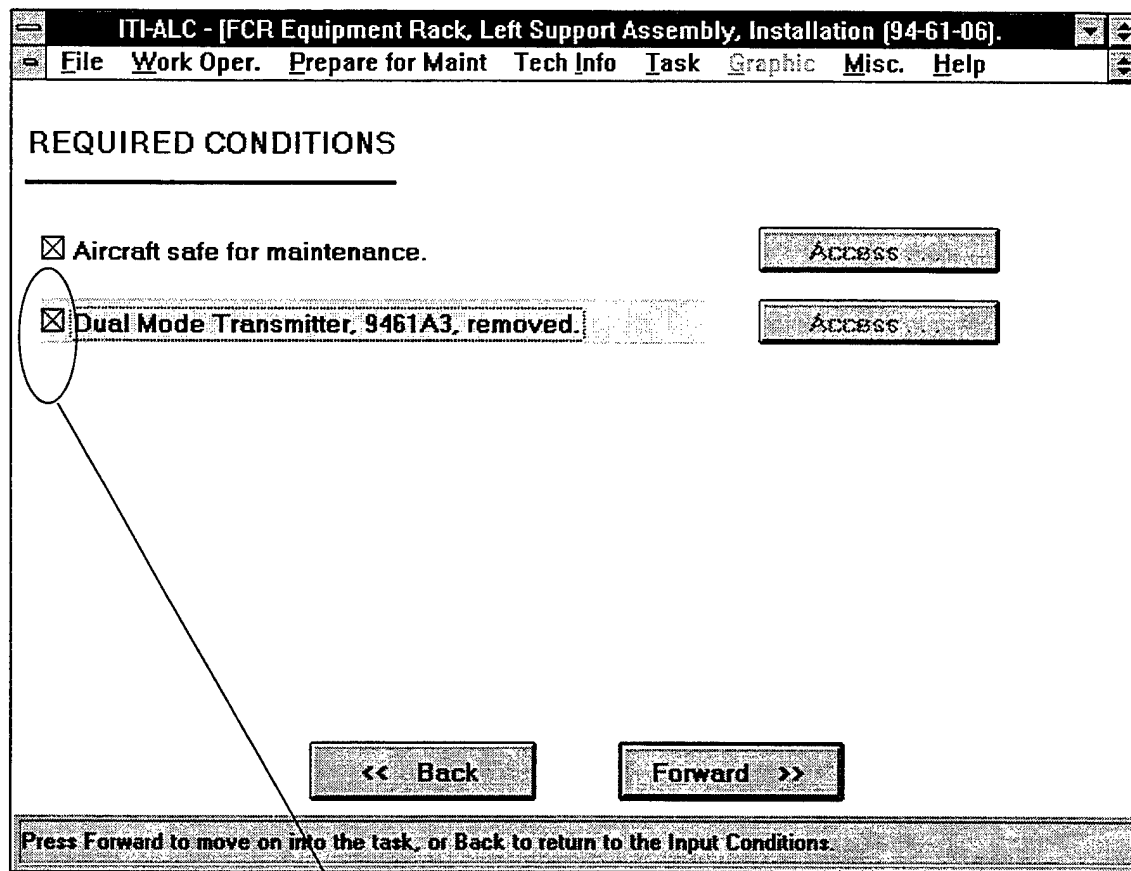 ITI-ALC - [FCR Equipment Rack, Left Support Assembly, Installation (94-61-06).
File Work Oper. Prepare for Maint Tech Info Task Graphic Misc. Help
REQUIRED CONDITIONS
Aircraft safe for maintenance. Access...
Dual Mode Transmitter, 9461A3, removed. Access...
<< Back Forward >>
Press Forward to move on into the task, or Back to return to the Input Conditions.